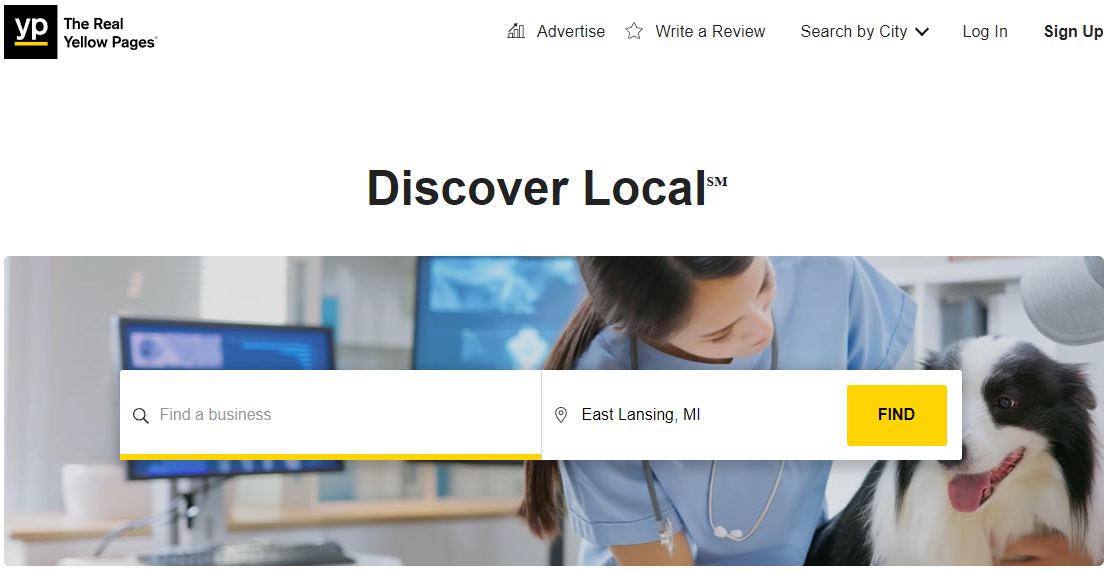 yp The Real
Yellow Pages®
Advertise
Write a Review
Search by City
Log In
Sign Up
Discover Local℠
Find a business
East Lansing, MI
FIND